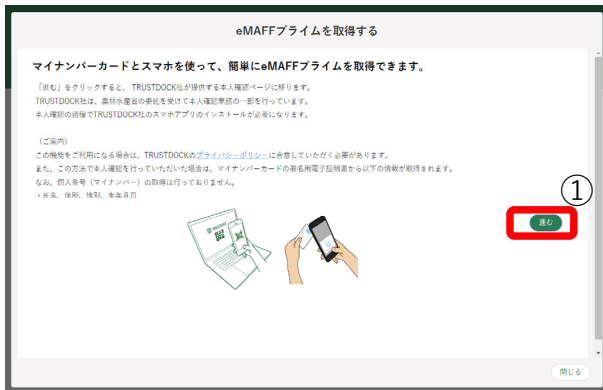 eMAFFプライムを取得する
マイナンバーカードとスマホを使って、簡単にeMAFFプライムを取得できます。
「進む」をクリックすると、TRUSTDOCK社が提供する本人確認ページに移ります。
TRUSTDOCK社は、農林水産省の委託を受けて本人確認業務の一部を行っています。
本人確認の過程でTRUSTDOCK社のスマホアプリのインストールが必要になります。
（ご案内）
この機能をご利用になる場合は、TRUSTDOCKのプライバシーポリシーに合意していただく必要があります。
また、この方法で本人確認を行っていただいた場合は、マイナンバーカードの署名用電子証明書から以下の情報が取得されます。
なお、個人番号（マイナンバー）の取得は行っておりません。
・氏名、住所、性別、生年月日
①
進む
閉じる